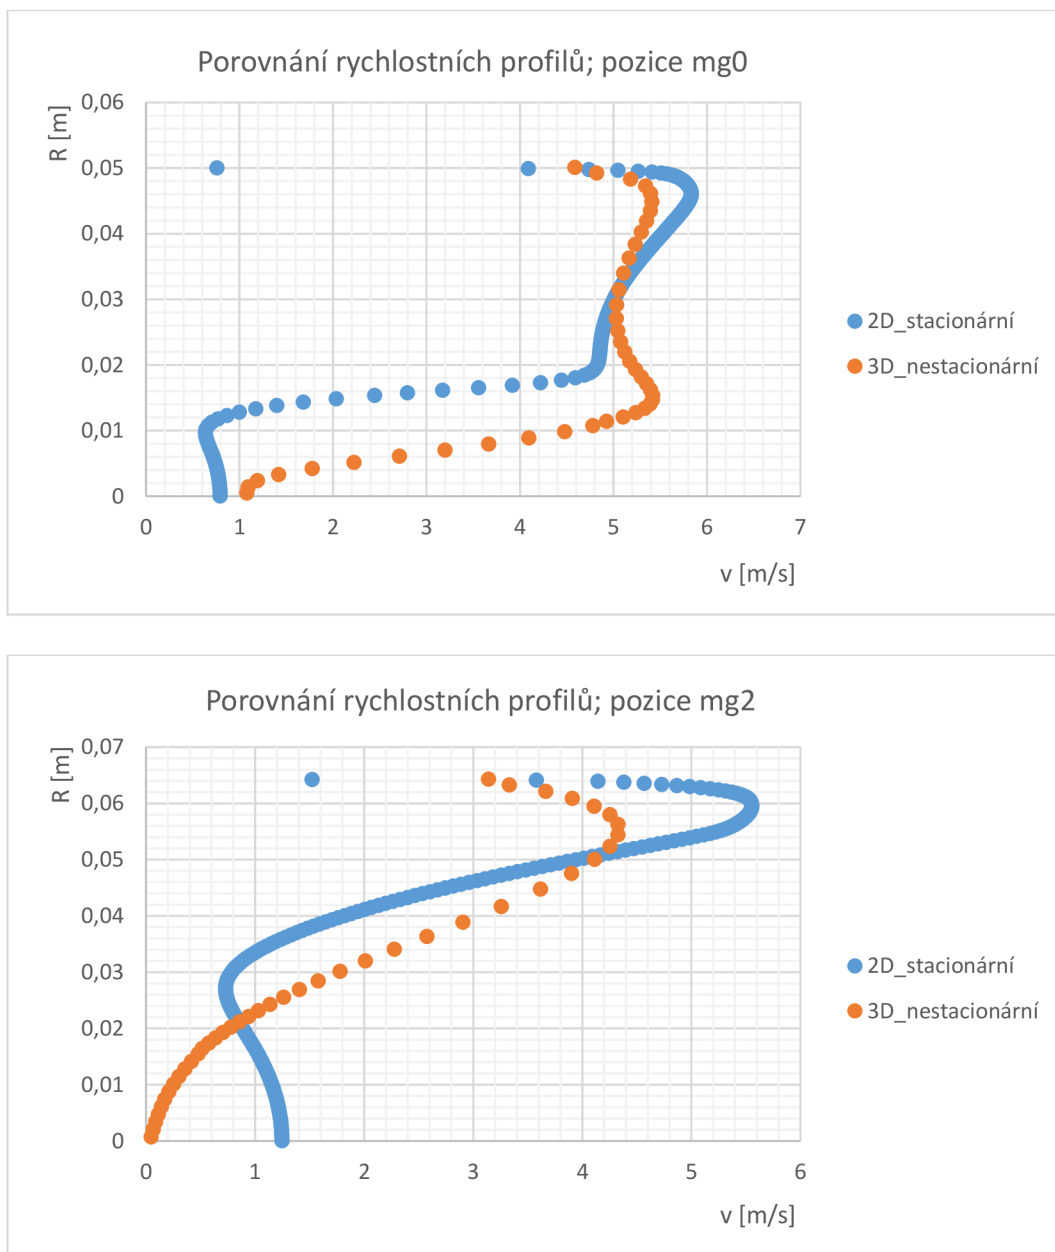 Porovnání rychlostních profilů; pozice mg0
R [m]
0,06
0,05
0,04
0,03
0,02
0,01
0
0 1 2 3 4 5 6 7
v [m/s]
2D_stacionární
3D_nestacionární
Porovnání rychlostních profilů; pozice mg2
R [m]
0,07
0,06
0,05
0,04
0,03
0,02
0,01
0
0 1 2 3 4 5 6
v [m/s]
2D_stacionární
3D_nestacionární